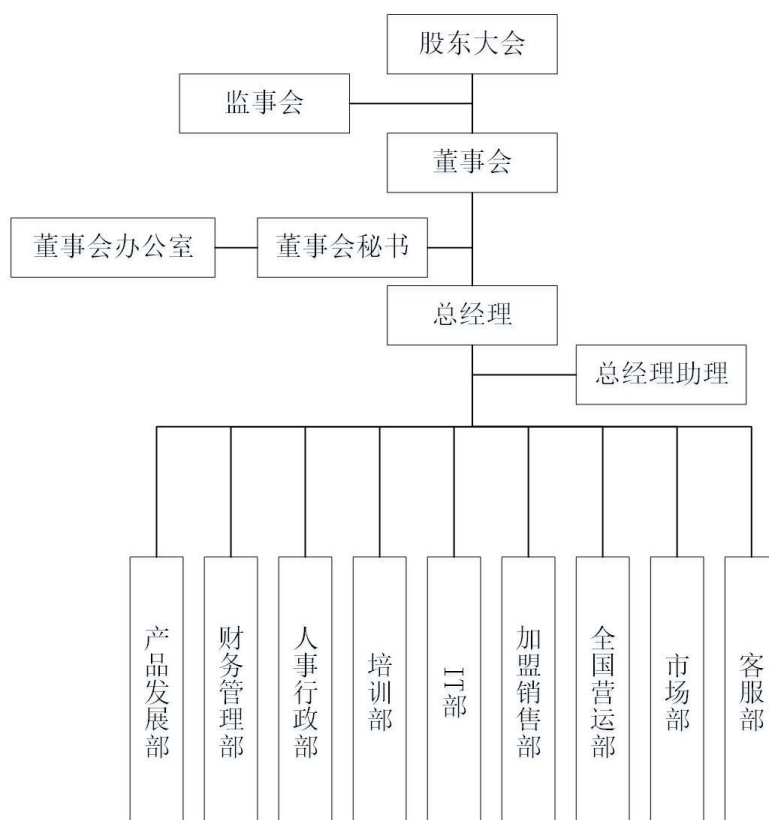 股东大会
监事会
董事会
董事会办公室
董事会秘书
总经理
总经理助理
产品发展部
财务管理部
人事行政部
培训部
IT部
加盟销售部
全国营运部
市场部
客服部